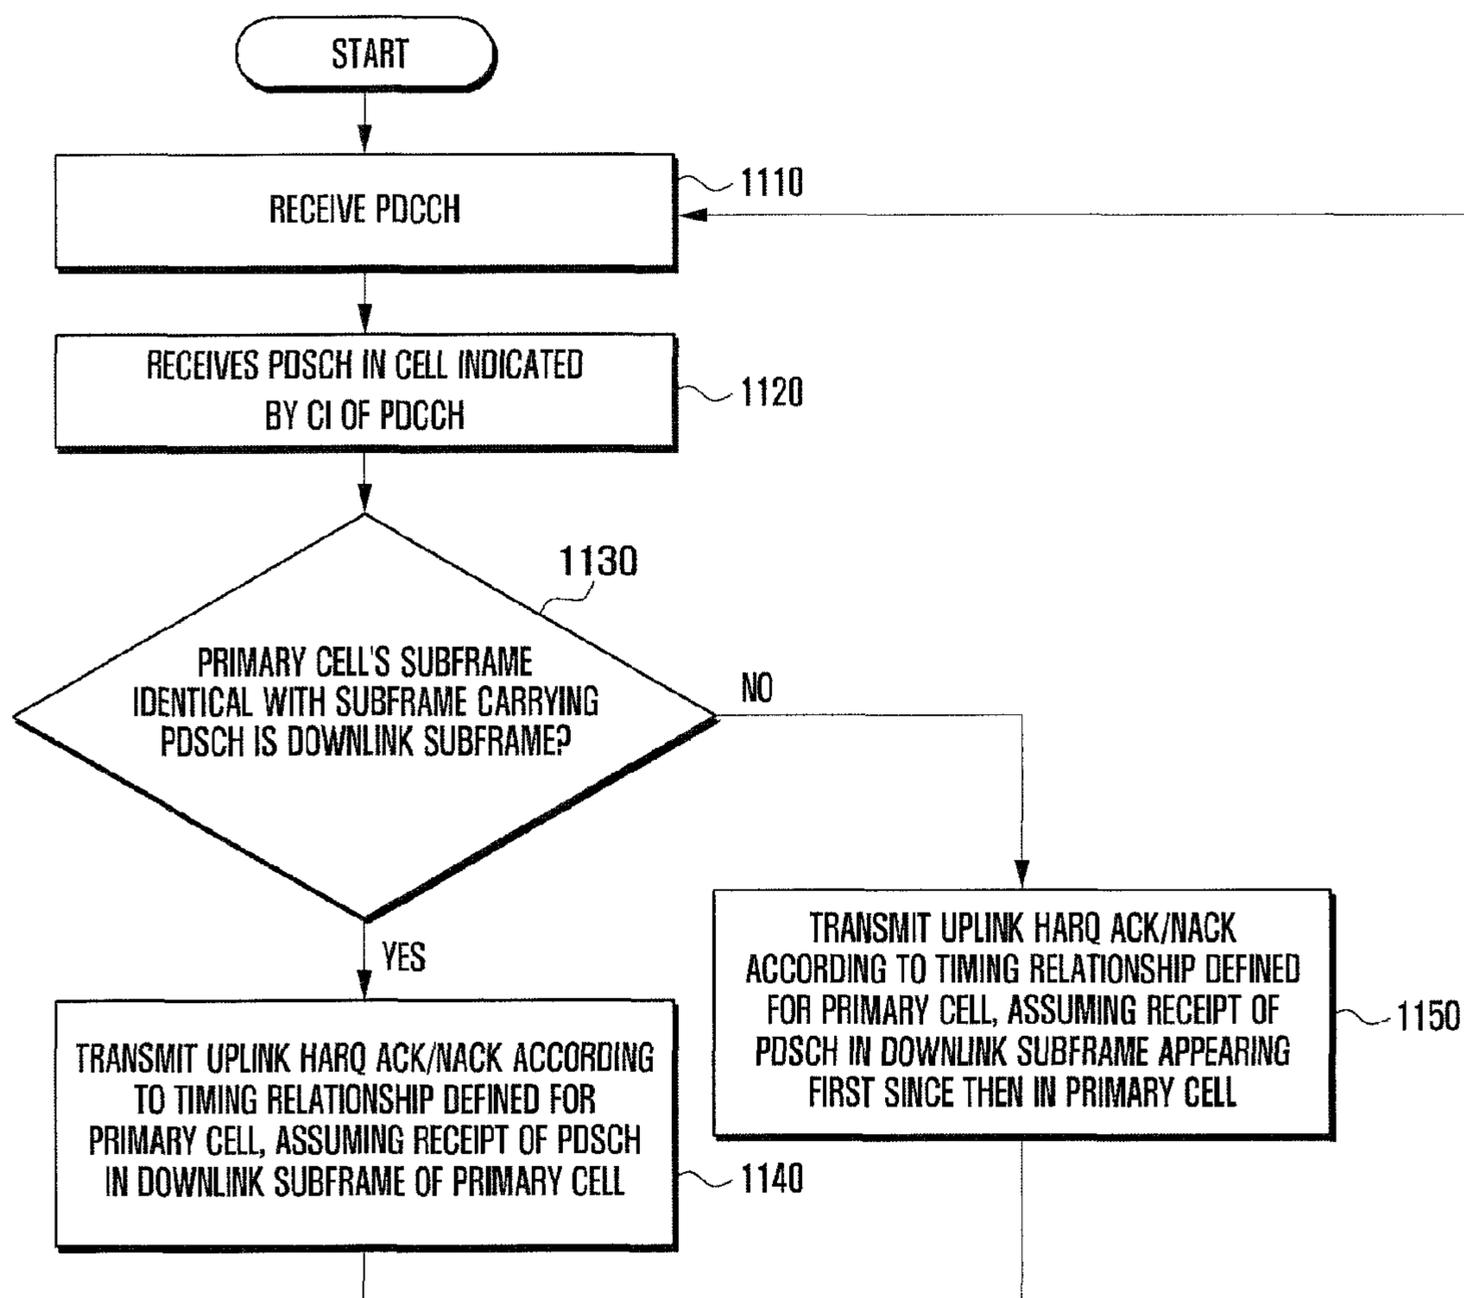 START
RECEIVE PDCCH
1110
RECEIVES PDSCH IN CELL INDICATED
BY CI OF PDCCH
1120
1130
PRIMARY CELL'S SUBFRAME
IDENTICAL WITH SUBFRAME CARRYING
PDSCH IS DOWNLINK SUBFRAME?
NO
YES
TRANSMIT UPLINK HARQ ACK/NACK
ACCORDING TO TIMING RELATIONSHIP DEFINED
FOR PRIMARY CELL, ASSUMING RECEIPT OF
PDSCH IN DOWNLINK SUBFRAME APPEARING
FIRST SINCE THEN IN PRIMARY CELL
1150
TRANSMIT UPLINK HARQ ACK/NACK ACCORDING
TO TIMING RELATIONSHIP DEFINED FOR
PRIMARY CELL, ASSUMING RECEIPT OF PDSCH
IN DOWNLINK SUBFRAME OF PRIMARY CELL
1140